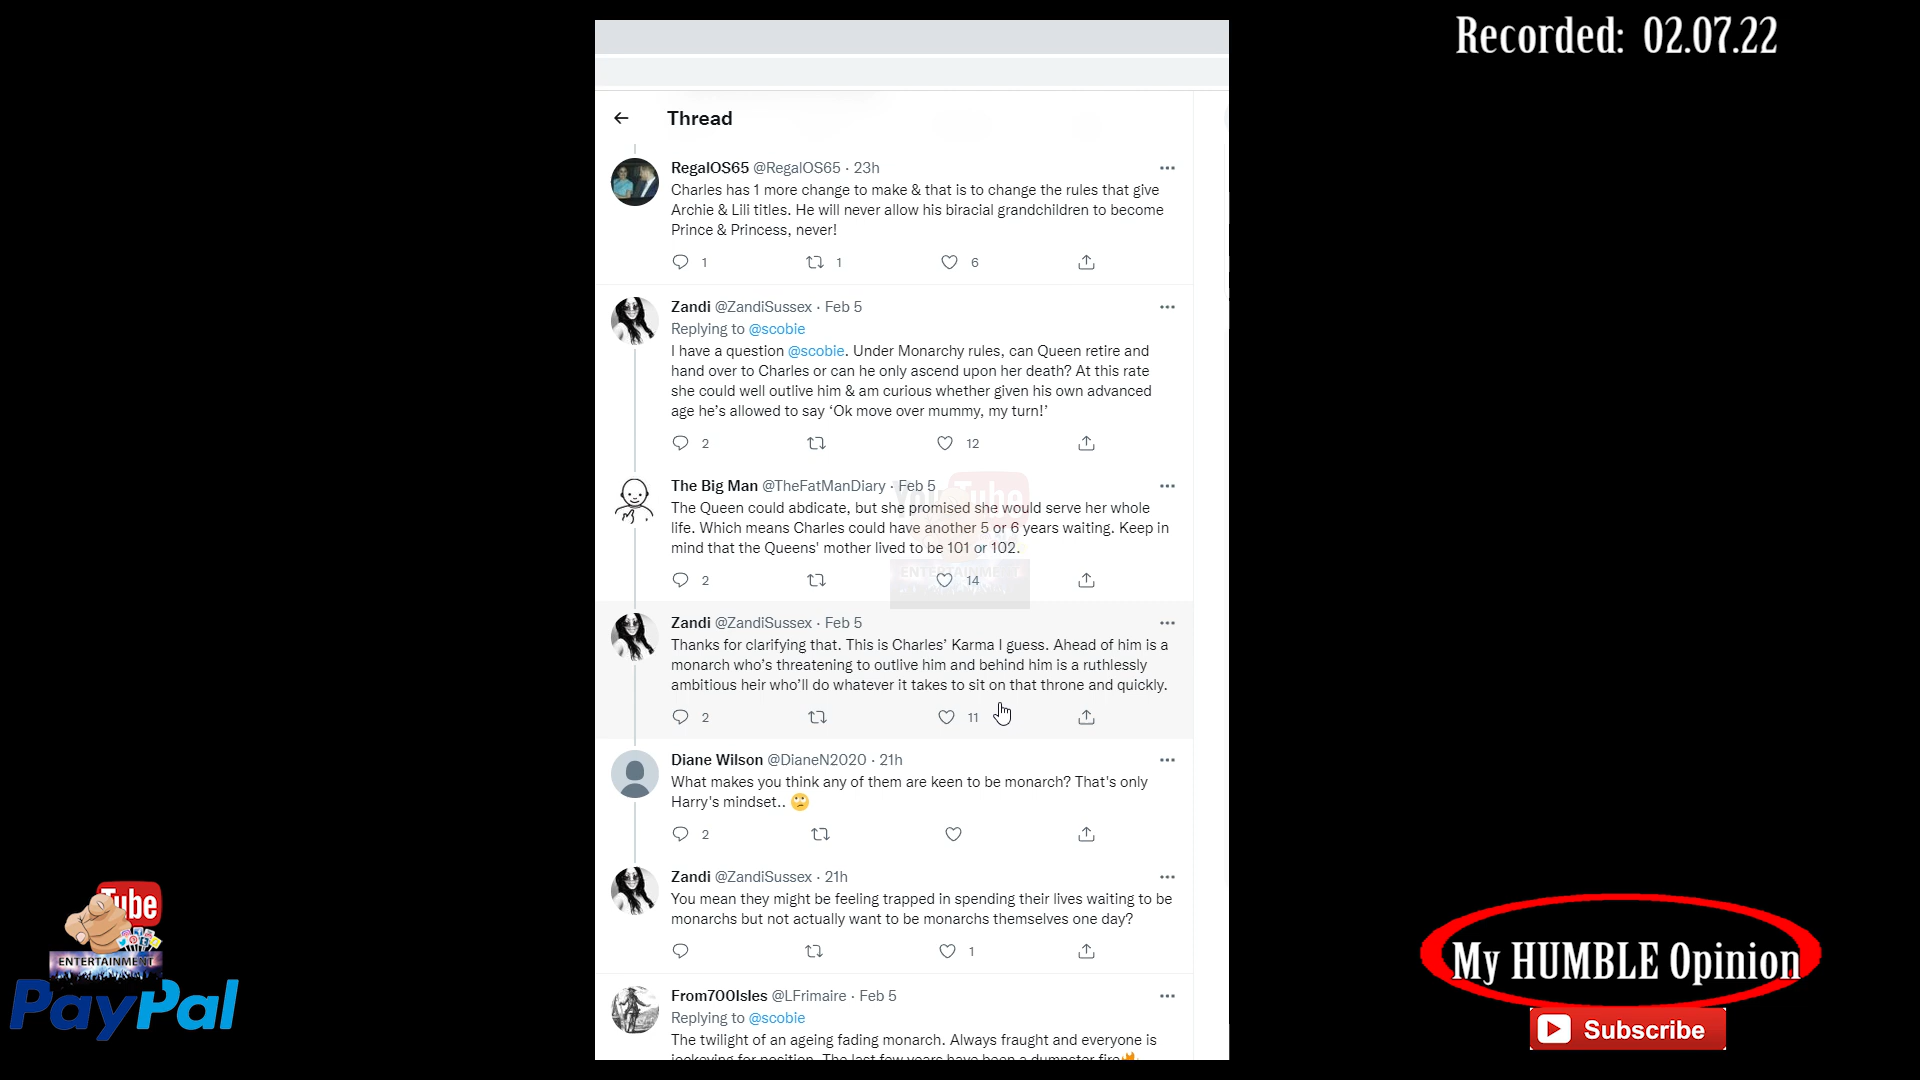 Recorded: 02.07.22
Thread
RegalOS65 @RegalOS65 · 23h
Charles has 1 more change to make & that is to change the rules that give
Archie & Lili titles. He will never allow his biracial grandchildren to become
Prince & Princess, never!
1 1 6
Zandi @ZandiSussex · Feb 5
Replying to @scobie
I have a question @scobie. Under Monarchy rules, can Queen retire and
hand over to Charles or can he only ascend upon her death? At this rate
she could well outlive him & am curious whether given his own advanced
age he's allowed to say ‘Ok move over mummy, my turn!’
2 12
The Big Man @TheFatManDiary · Feb 5
The Queen could abdicate, but she promised she would serve her whole
life. Which means Charles could have another 5 or 6 years waiting. Keep in
mind that the Queens' mother lived to be 101 or 102.
2 14
YouTube
ENTERTAINMENT
Zandi @ZandiSussex · Feb 5
Thanks for clarifying that. This is Charles’ Karma I guess. Ahead of him is a
monarch who’s threatening to outlive him and behind him is a ruthlessly
ambitious heir who’ll do whatever it takes to sit on that throne and quickly.
2 11
Diane Wilson @DianeN2020 · 21h
What makes you think any of them are keen to be monarch? That's only
Harry's mindset.. 🙄
2
Zandi @ZandiSussex · 21h
You mean they might be feeling trapped in spending their lives waiting to be
monarchs but not actually want to be monarchs themselves one day?
1
From700Isles @LFrimaire · Feb 5
Replying to @scobie
The twilight of an ageing fading monarch. Always fraught and everyone is
jockeying for position. The last few years have been a dumpster fire🔥
Tube
ENTERTAINMENT
PayPal
My HUMBLE Opinion
Subscribe